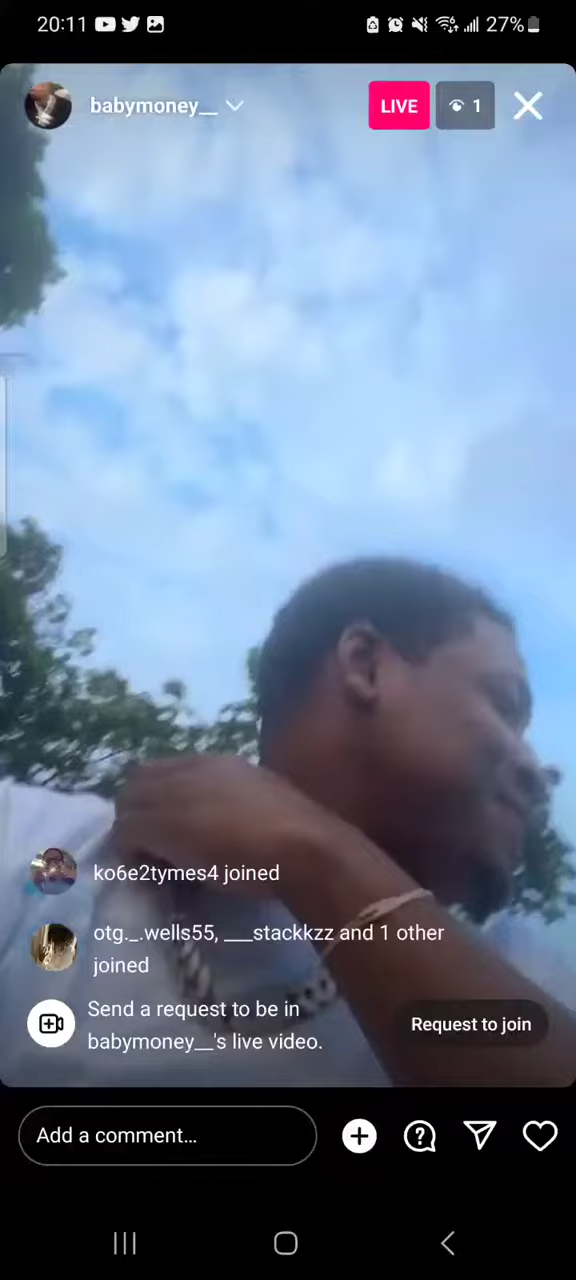 20:11 27%
babymoney__ LIVE 1
ko6e2tymes4 joined
otg._.wells55, ___stackkzz and 1 other
joined
Send a request to be in
babymoney__'s live video.
Request to join
Add a comment...